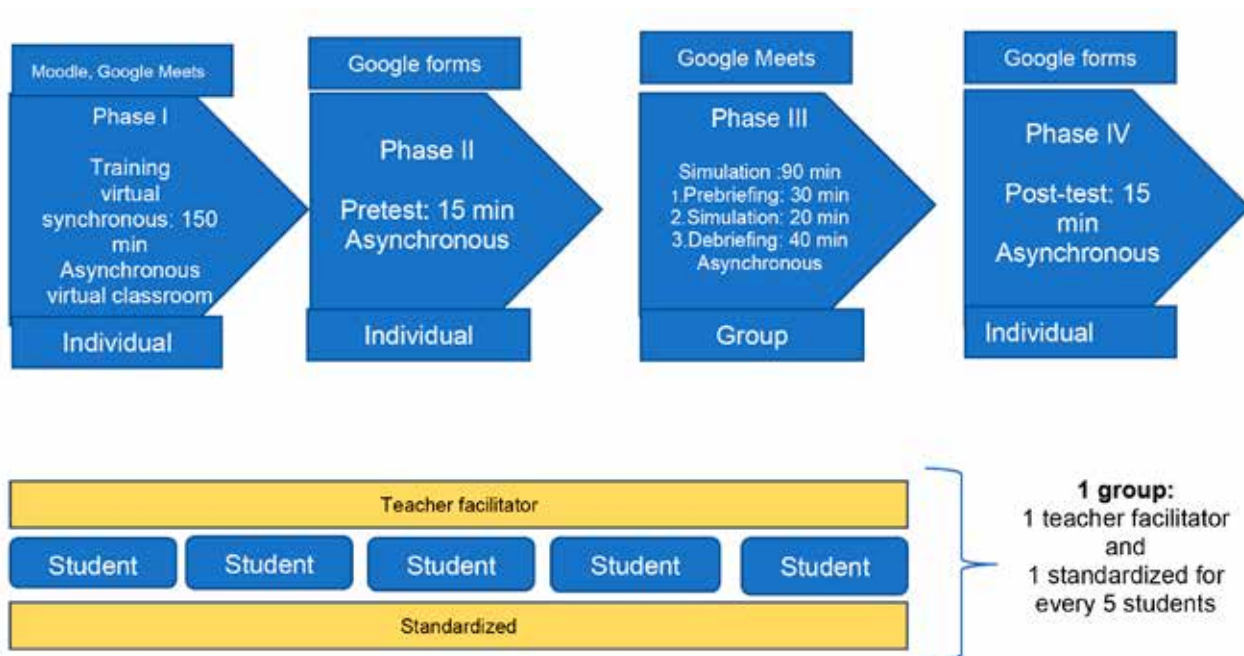 Moodle, Google Meets
Phase I
Training
virtual
synchronous: 150
min
Asynchronous
virtual classroom
Individual
Google forms
Phase II
Pretest: 15 min
Asynchronous
Individual
Google Meets
Phase III
Simulation :90 min
1.Prebriefing: 30 min
2.Simulation: 20 min
3.Debriefing: 40 min
Asynchronous
Group
Google forms
Phase IV
Post-test: 15
min
Asynchronous
Individual
Teacher facilitator
Student
Student
Student
Student
Student
Standardized
1 group:
1 teacher facilitator
and
1 standardized for
every 5 students